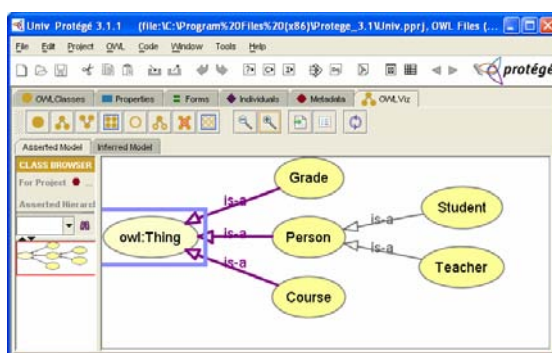 Univ Protégé 3.1.1 (file:\C:\Program%20Files%20(x86)\Protege_3.1\Univ.pprj, OWL Files (...
File Edit Project OWL Code Window Tools Help
protégé
OWLClasses Properties Forms Individuals Metadata OWLViz
Asserted Model Inferred Model
CLASS BROWSER
For Project ...
Asserted Hierarch
Grade
is-a
owl:Thing
is-a
Person
is-a
Student
is-a
Teacher
is-a
Course